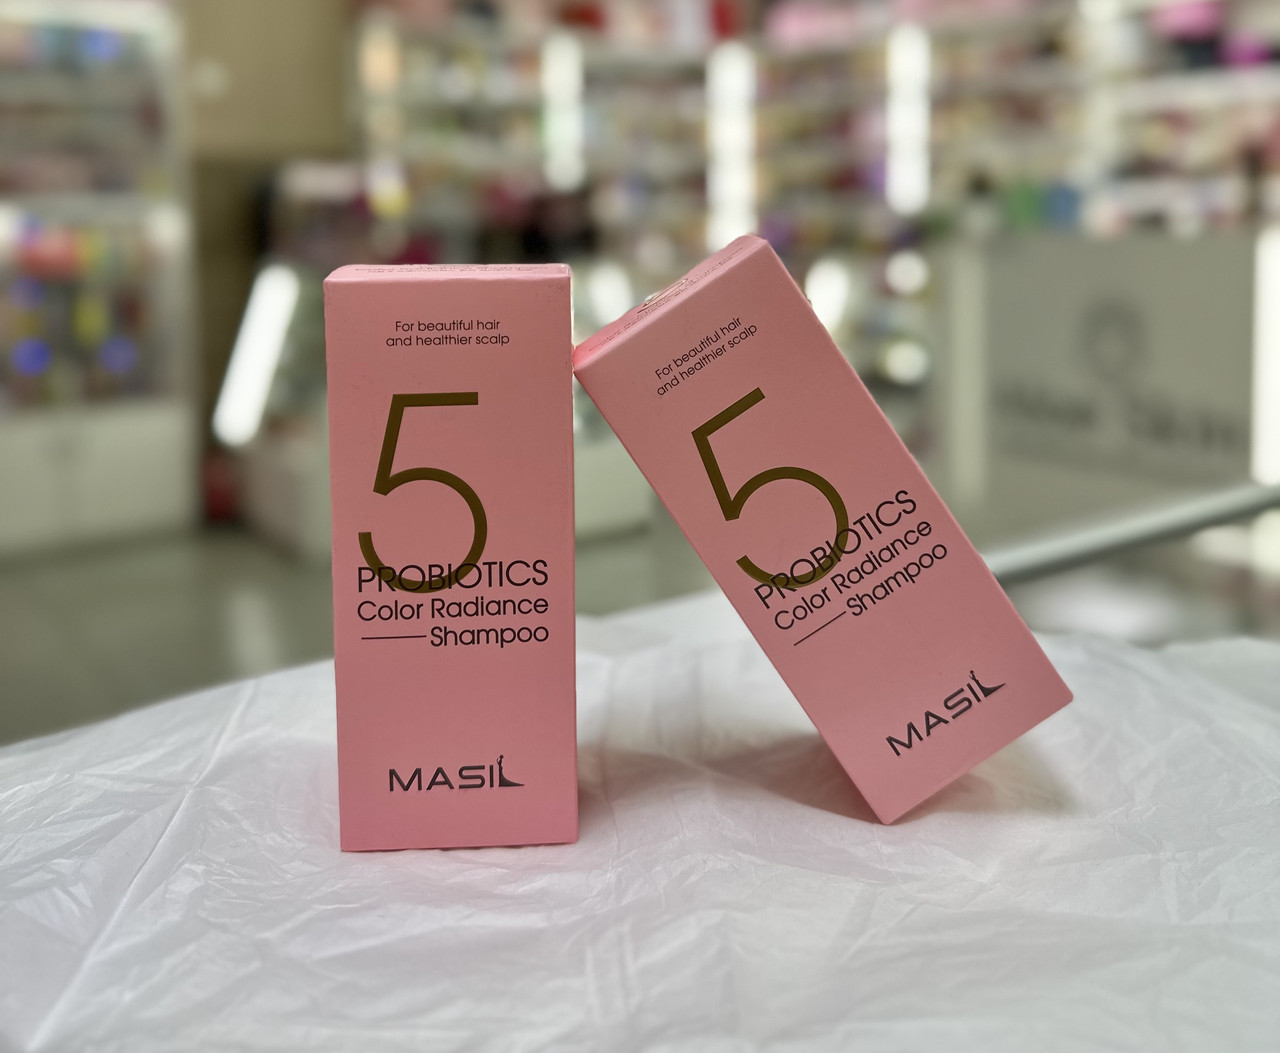 For beautiful hair
and healthier scalp
5
PROBIOTICS
Color Radiance
Shampoo
MASIL
For beautiful hair
and healthier scalp
5
PROBIOTICS
Color Radiance
Shampoo
MASIL